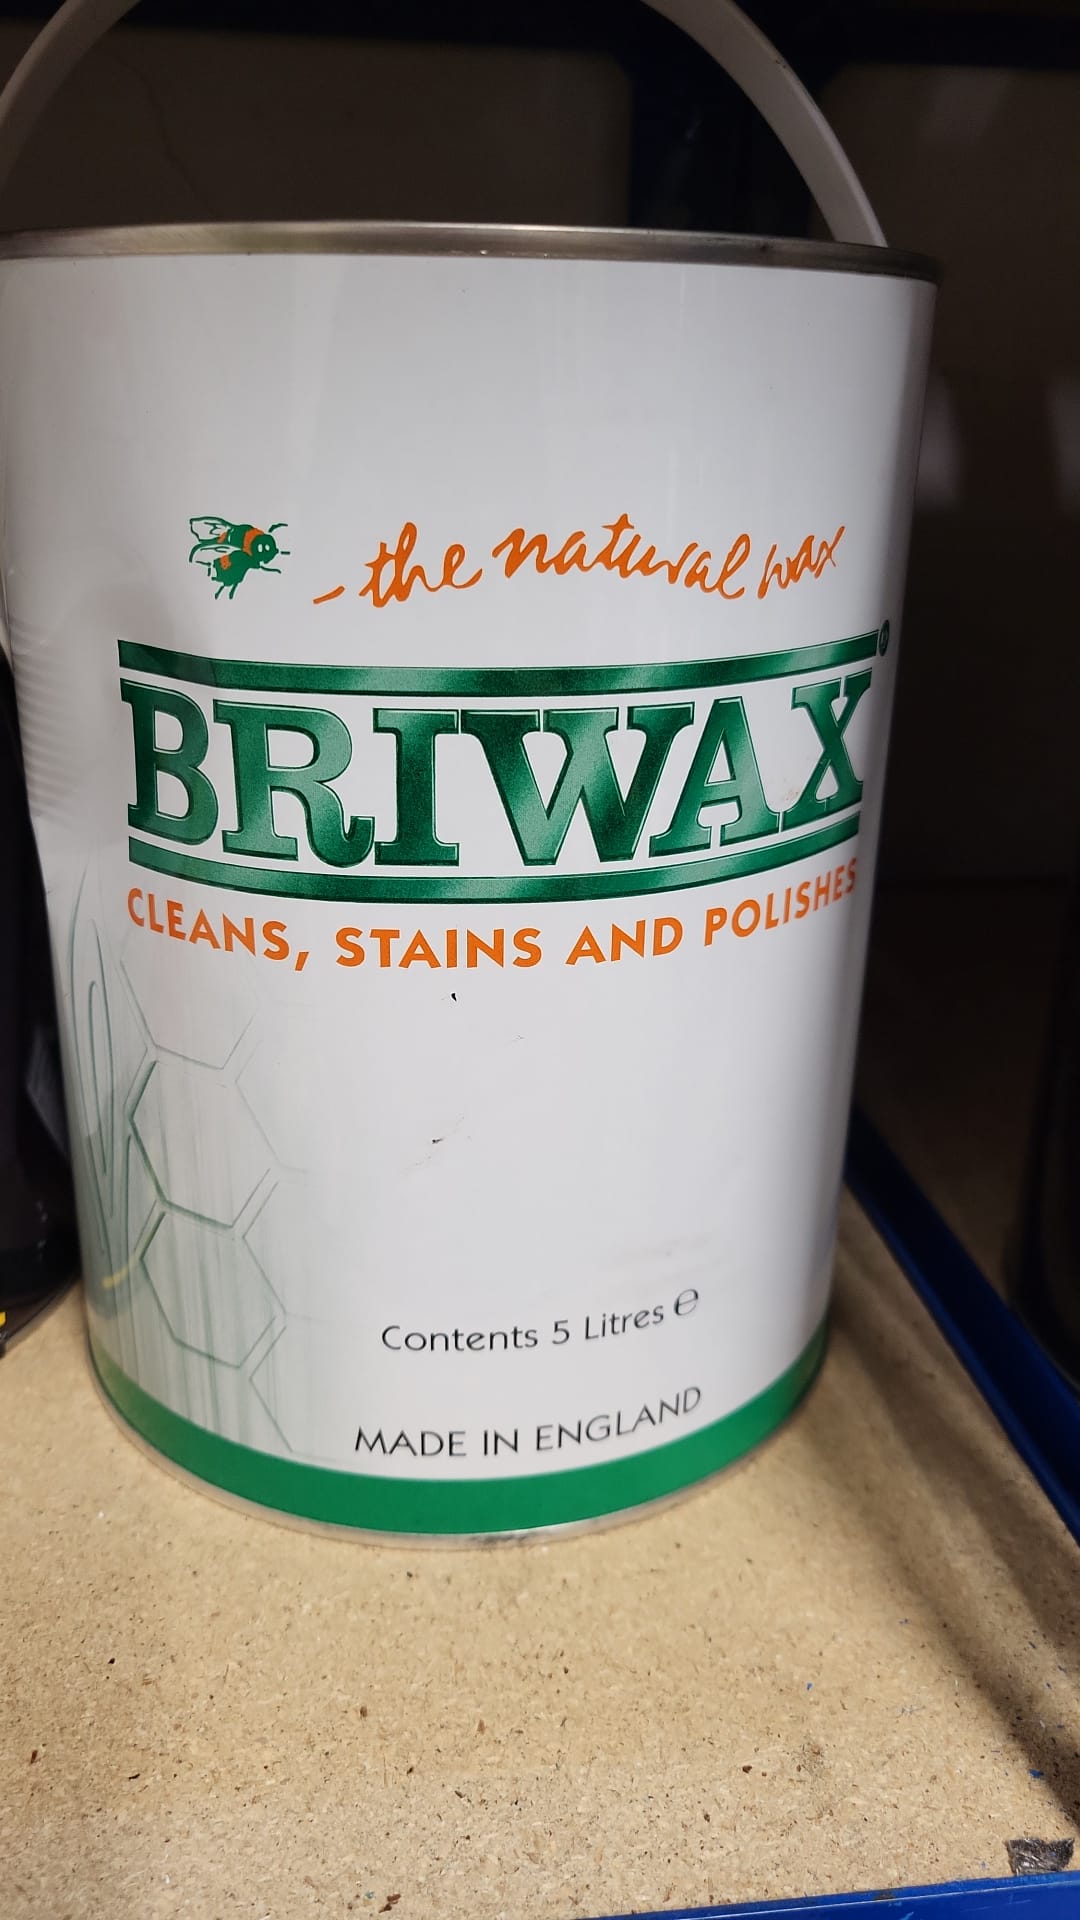 - the natural wax
BRIWAX®
CLEANS, STAINS AND POLISHES
Contents 5 Litres ℮
MADE IN ENGLAND